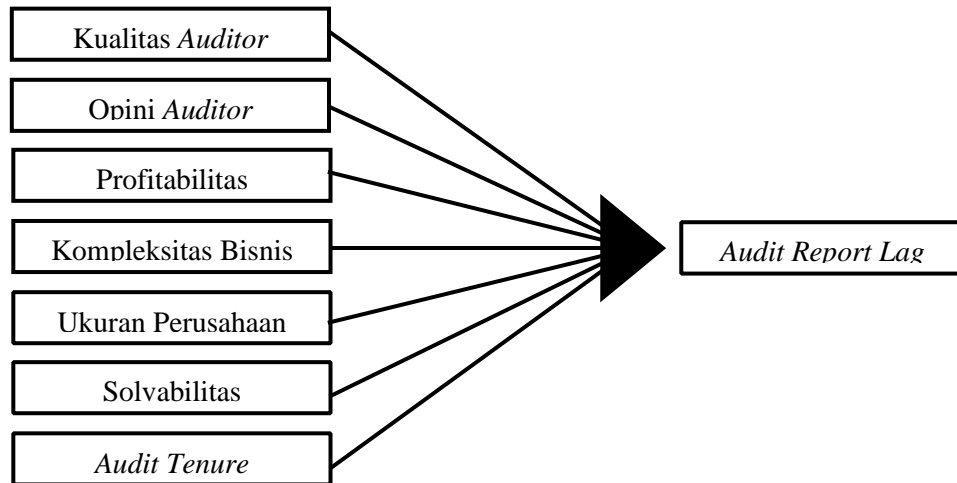 Kualitas Auditor
Opini Auditor
Profitabilitas
Kompleksitas Bisnis
Ukuran Perusahaan
Solvabilitas
Audit Tenure
Audit Report Lag